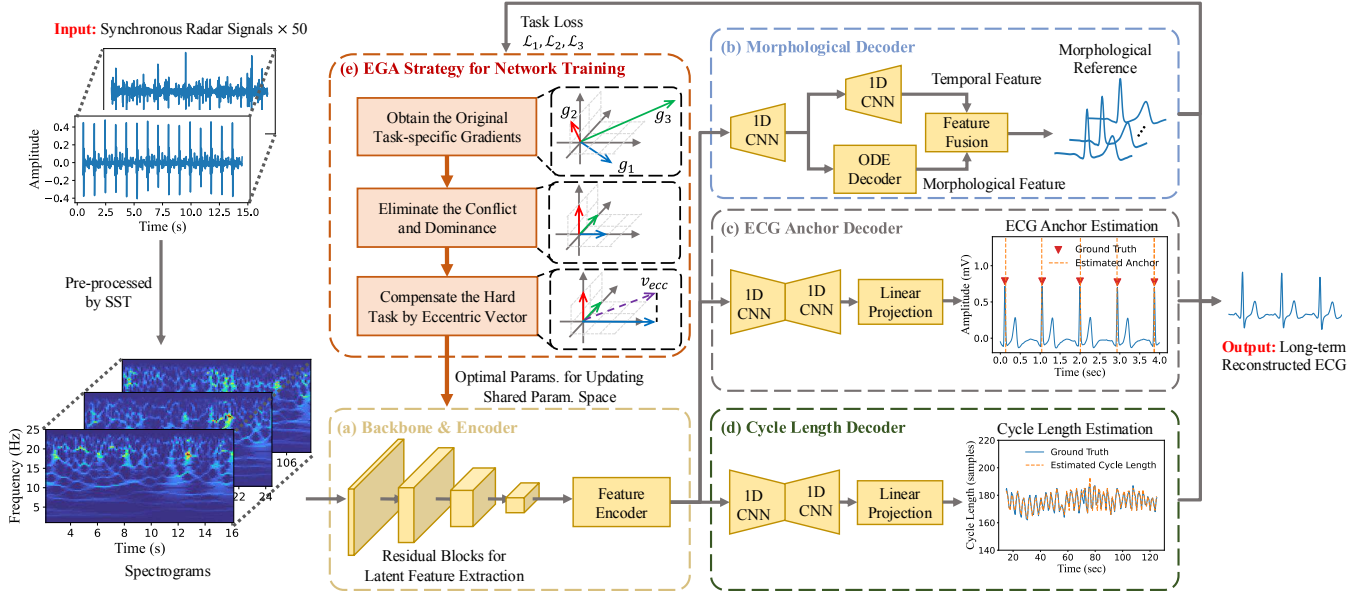 Input: Synchronous Radar Signals × 50
Amplitude
0.4
0.2
0.0
−0.2
−0.4
0.0 2.5 5.0 7.5 10.0 12.5 15.0
Time (s)
Pre-processed
by SST
Frequency (Hz)
25
20
15
10
5
106
22 24
4 6 8 10 12 14 16
Time (s)
Spectrograms
Task Loss
ℒ1, ℒ2, ℒ3
(e) EGA Strategy for Network Training
Obtain the Original
Task-specific Gradients
g2
g3
g1
Eliminate the Conflict
and Dominance
Compensate the Hard
Task by Eccentric Vector
vecc
Optimal Params. for Updating
Shared Param. Space
(a) Backbone & Encoder
Residual Blocks for
Latent Feature Extraction
Feature
Encoder
(b) Morphological Decoder
1D
CNN
1D
CNN
ODE
Decoder
Temporal Feature
Morphological Feature
Feature
Fusion
Morphological
Reference
(c) ECG Anchor Decoder
1D
CNN
1D
CNN
Linear
Projection
ECG Anchor Estimation
Ground Truth
Estimated Anchor
Amplitude (mV)
1.0
0.5
0.0
0.0 0.5 1.0 1.5 2.0 2.5 3.0 3.5 4.0
Time (sec)
(d) Cycle Length Decoder
1D
CNN
1D
CNN
Linear
Projection
Cycle Length Estimation
Ground Truth
Estimated Cycle Length
Cycle Length (samples)
220
200
180
160
140
20 40 60 80 100 120
Time (sec)
Output: Long-term
Reconstructed ECG